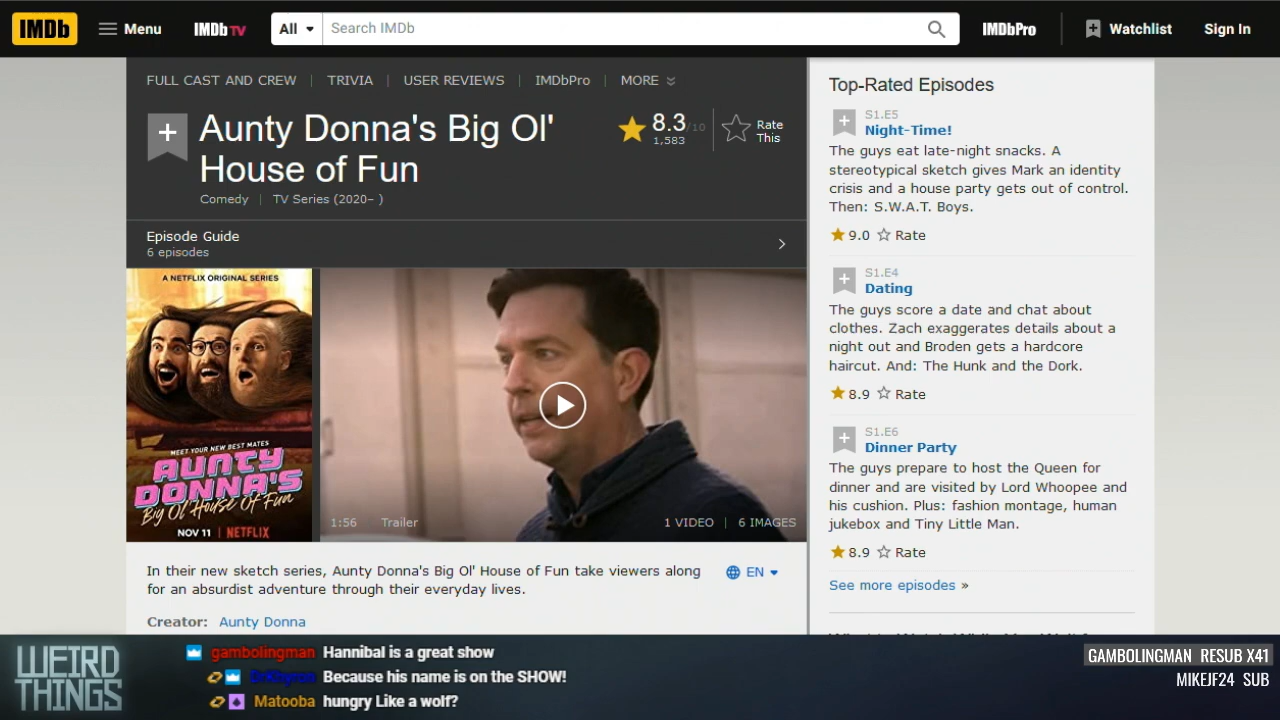 IMDb
Menu
IMDb TV
All
Search IMDb
IMDbPro
Watchlist
Sign In
FULL CAST AND CREW
TRIVIA
USER REVIEWS
IMDbPro
MORE
Aunty Donna's Big Ol'
House of Fun
8.3/10
1,583
Rate
This
Comedy | TV Series (2020– )
Episode Guide
6 episodes
A NETFLIX ORIGINAL SERIES
MEET YOUR NEW BEST MATES
AUNTY
DONNA'S
Big Ol' House Of Fun
NOV 11 | NETFLIX
1:56 Trailer
1 VIDEO | 6 IMAGES
In their new sketch series, Aunty Donna's Big Ol' House of Fun take viewers along
for an absurdist adventure through their everyday lives.
EN
Creator: Aunty Donna
Top-Rated Episodes
S1.E5
Night-Time!
The guys eat late-night snacks. A
stereotypical sketch gives Mark an identity
crisis and a house party gets out of control.
Then: S.W.A.T. Boys.
9.0 Rate
S1.E4
Dating
The guys score a date and chat about
clothes. Zach exaggerates details about a
night out and Broden gets a hardcore
haircut. And: The Hunk and the Dork.
8.9 Rate
S1.E6
Dinner Party
The guys prepare to host the Queen for
dinner and are visited by Lord Whoopee and
his cushion. Plus: fashion montage, human
jukebox and Tiny Little Man.
8.9 Rate
See more episodes »
WEIRD
THINGS
gambolingman Hannibal is a great show
Because his name is on the SHOW!
Matooba hungry Like a wolf?
GAMBOLINGMAN RESUB X41
MIKEJF24 SUB